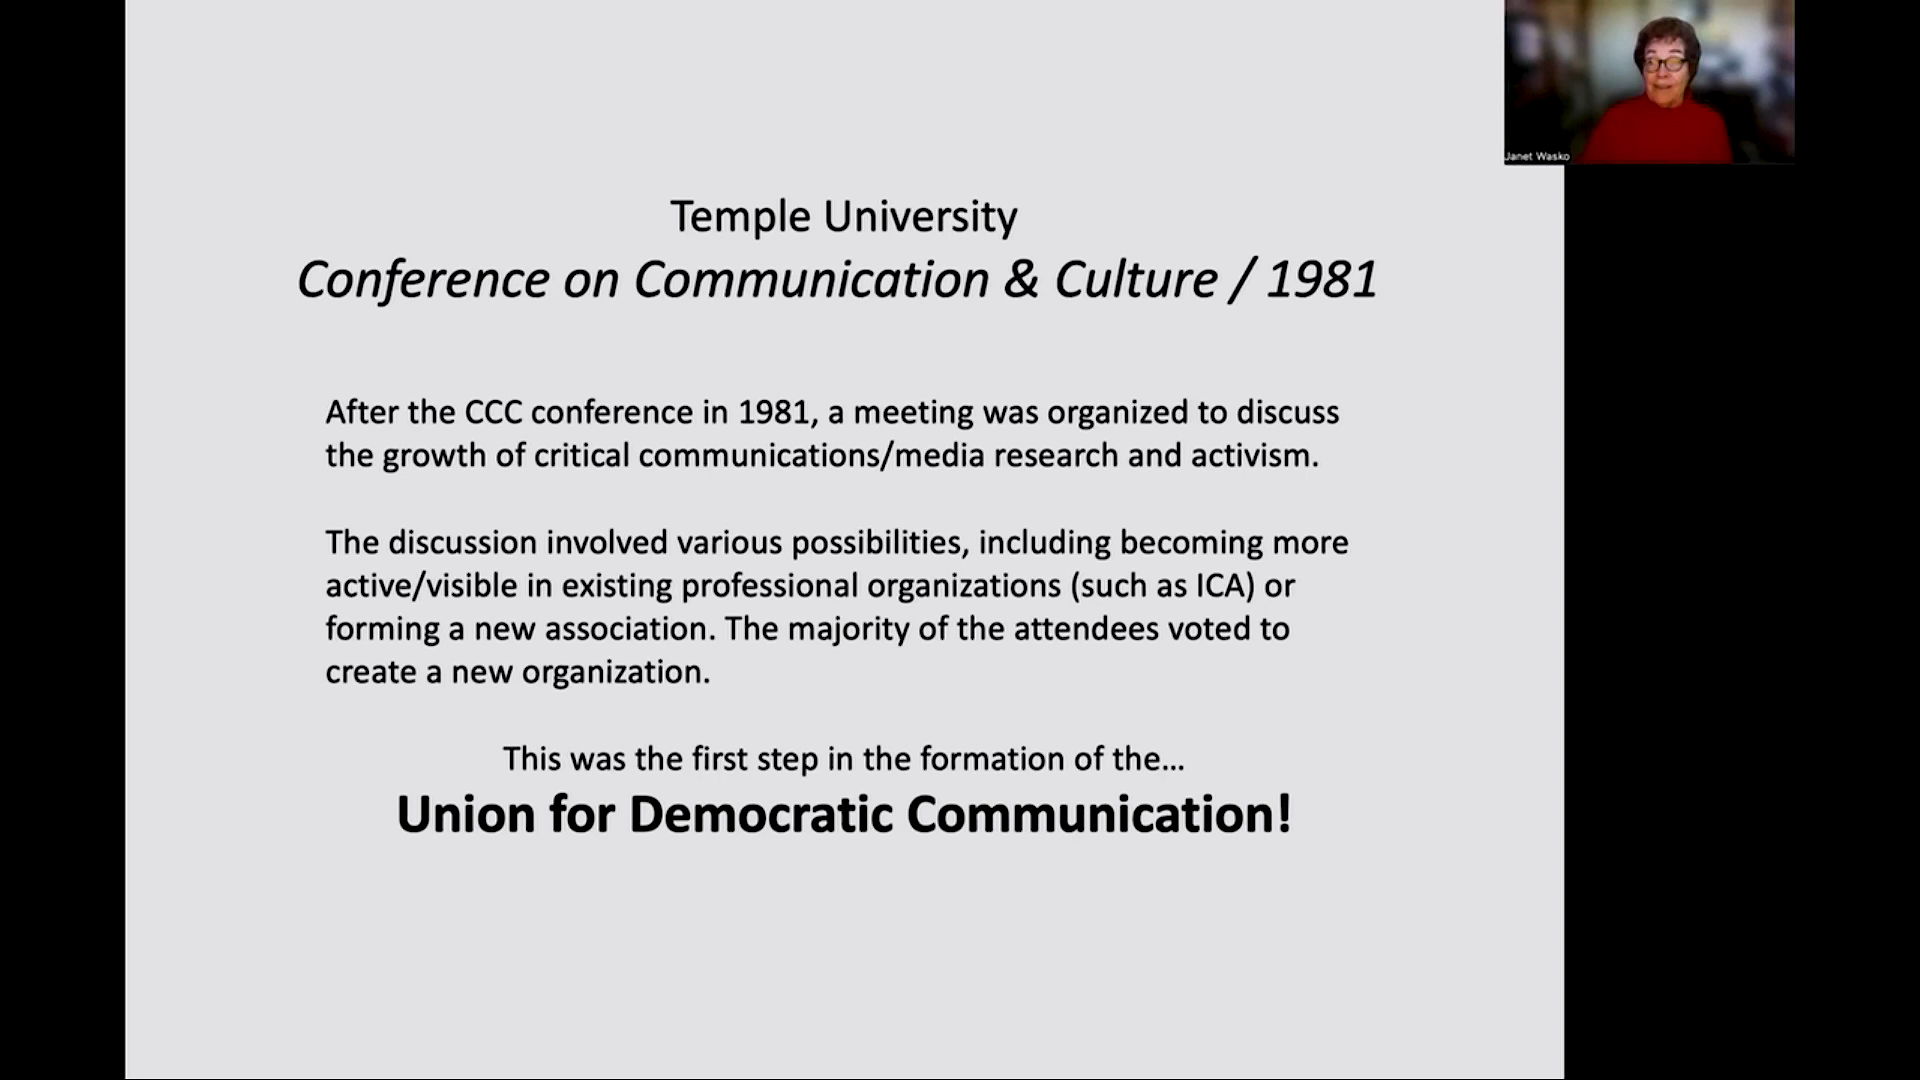 Janet Wasko
Temple University
Conference on Communication & Culture / 1981
After the CCC conference in 1981, a meeting was organized to discuss
the growth of critical communications/media research and activism.
The discussion involved various possibilities, including becoming more
active/visible in existing professional organizations (such as ICA) or
forming a new association. The majority of the attendees voted to
create a new organization.
This was the first step in the formation of the…
Union for Democratic Communication!